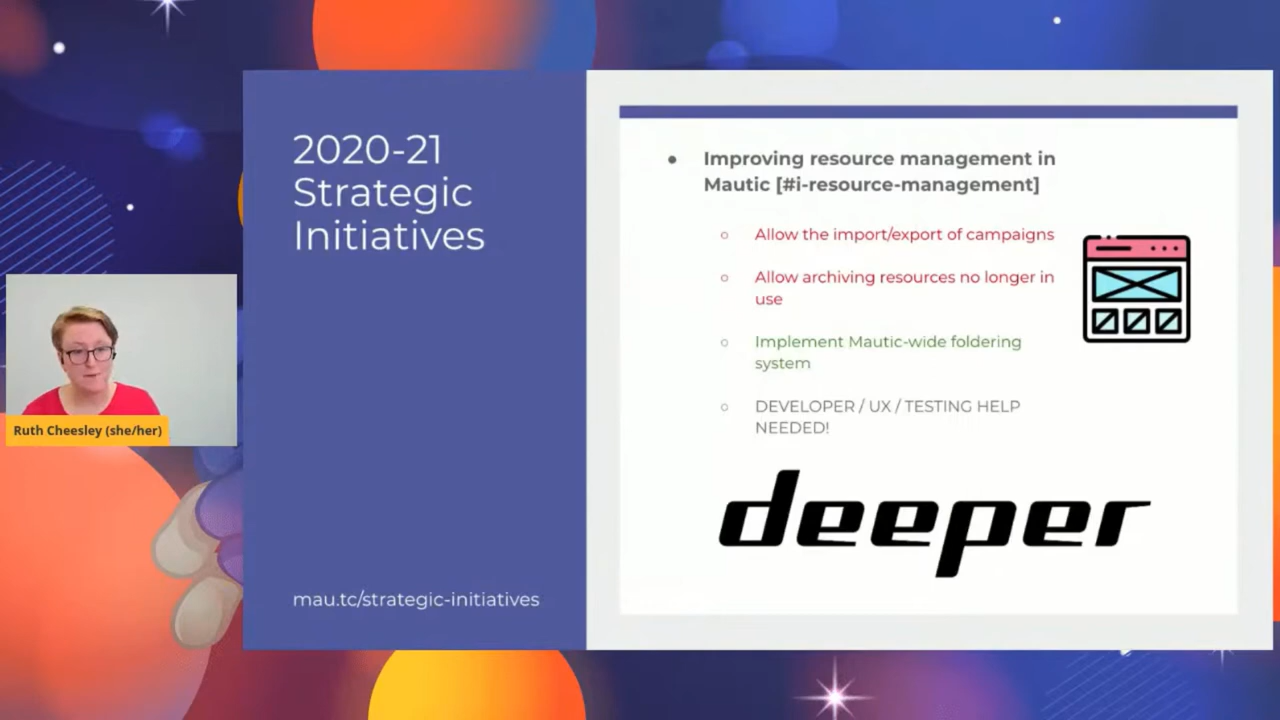 2020-21
Strategic
Initiatives
mau.tc/strategic-initiatives
Ruth Cheesley (she/her)
● Improving resource management in
Mautic [#i-resource-management]
○ Allow the import/export of campaigns
○ Allow archiving resources no longer in
use
○ Implement Mautic-wide foldering
system
○ DEVELOPER / UX / TESTING HELP
NEEDED!
deeper